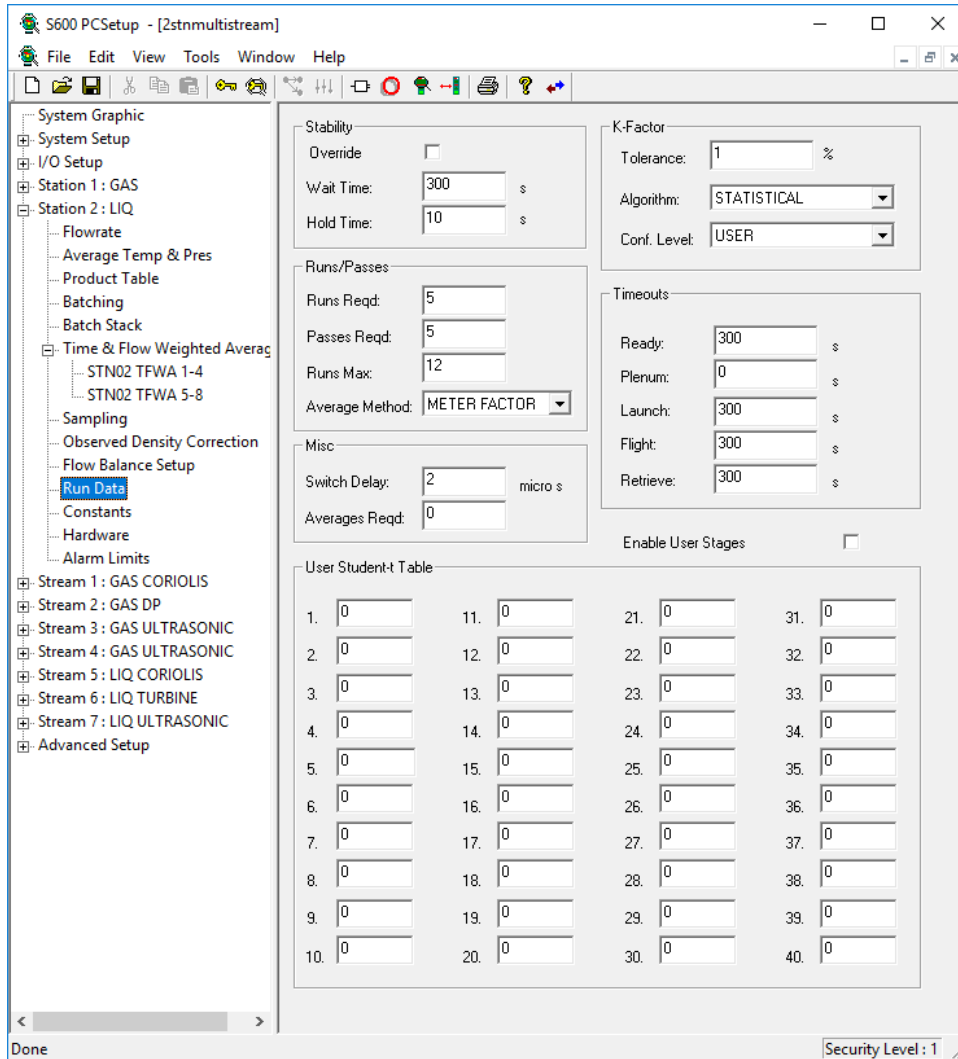 S600 PCSetup - [2stnmultistream]
File Edit View Tools Window Help
System Graphic
System Setup
I/O Setup
Station 1 : GAS
Station 2 : LIQ
Flowrate
Average Temp & Pres
Product Table
Batching
Batch Stack
Time & Flow Weighted Averag
STN02 TFWA 1-4
STN02 TFWA 5-8
Sampling
Observed Density Correction
Flow Balance Setup
Run Data
Constants
Hardware
Alarm Limits
Stream 1 : GAS CORIOLIS
Stream 2 : GAS DP
Stream 3 : GAS ULTRASONIC
Stream 4 : GAS ULTRASONIC
Stream 5 : LIQ CORIOLIS
Stream 6 : LIQ TURBINE
Stream 7 : LIQ ULTRASONIC
Advanced Setup
Stability
Override
Wait Time: 300 s
Hold Time: 10 s
Runs/Passes
Runs Reqd: 5
Passes Reqd: 5
Runs Max: 12
Average Method: METER FACTOR
Misc
Switch Delay: 2 micro s
Averages Reqd: 0
K-Factor
Tolerance: 1 %
Algorithm: STATISTICAL
Conf. Level: USER
Timeouts
Ready: 300 s
Plenum: 0 s
Launch: 300 s
Flight: 300 s
Retrieve: 300 s
Enable User Stages
User Student-t Table
1. 0 11. 0 21. 0 31. 0
2. 0 12. 0 22. 0 32. 0
3. 0 13. 0 23. 0 33. 0
4. 0 14. 0 24. 0 34. 0
5. 0 15. 0 25. 0 35. 0
6. 0 16. 0 26. 0 36. 0
7. 0 17. 0 27. 0 37. 0
8. 0 18. 0 28. 0 38. 0
9. 0 19. 0 29. 0 39. 0
10. 0 20. 0 30. 0 40. 0
Done Security Level : 1